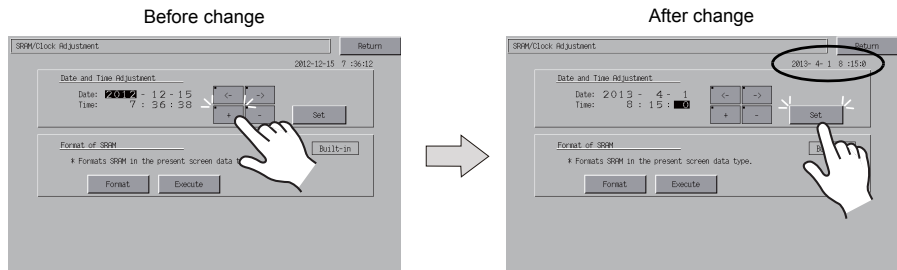 Before change
SRAM/Clock Adjustment
Return
2012-12-15 7 :36:12
Date and Time Adjustment
Date: 2012 - 12 - 15
Time: 7 : 36 : 38
<- ->
+ -
Set
Format of SRAM
Built-in
* Formats SRAM in the present screen data
Format Execute
After change
SRAM/Clock Adjustment
Return
2013- 4- 1 8 :15:0
Date and Time Adjustment
Date: 2013 - 4 - 1
Time: 8 : 15 : 0
<- ->
+ -
Set
Format of SRAM
* Formats SRAM in the present screen data type.
Format Execute